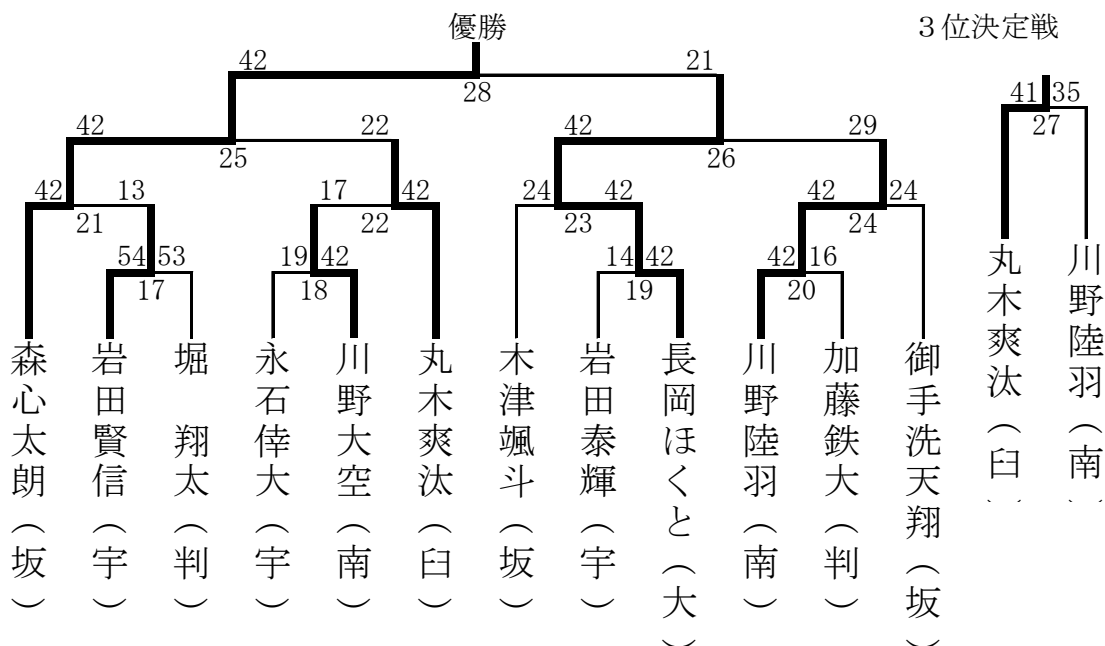 優勝
３位決定戦
42
21
28
41
35
27
42
22
42
29
25
26
42
13
17
42
24
42
42
24
21
22
23
24
54
53
19
42
14
42
42
16
17
18
19
20
森心太朗（坂）
岩田賢信（宇）
堀　翔太（判）
永石倖大（宇）
川野大空（南）
丸木爽汰（臼）
木津颯斗（坂）
岩田泰輝（宇）
長岡ほくと（大）
川野陸羽（南）
加藤鉄大（判）
御手洗天翔（坂）
丸木爽汰（臼）
川野陸羽（南）